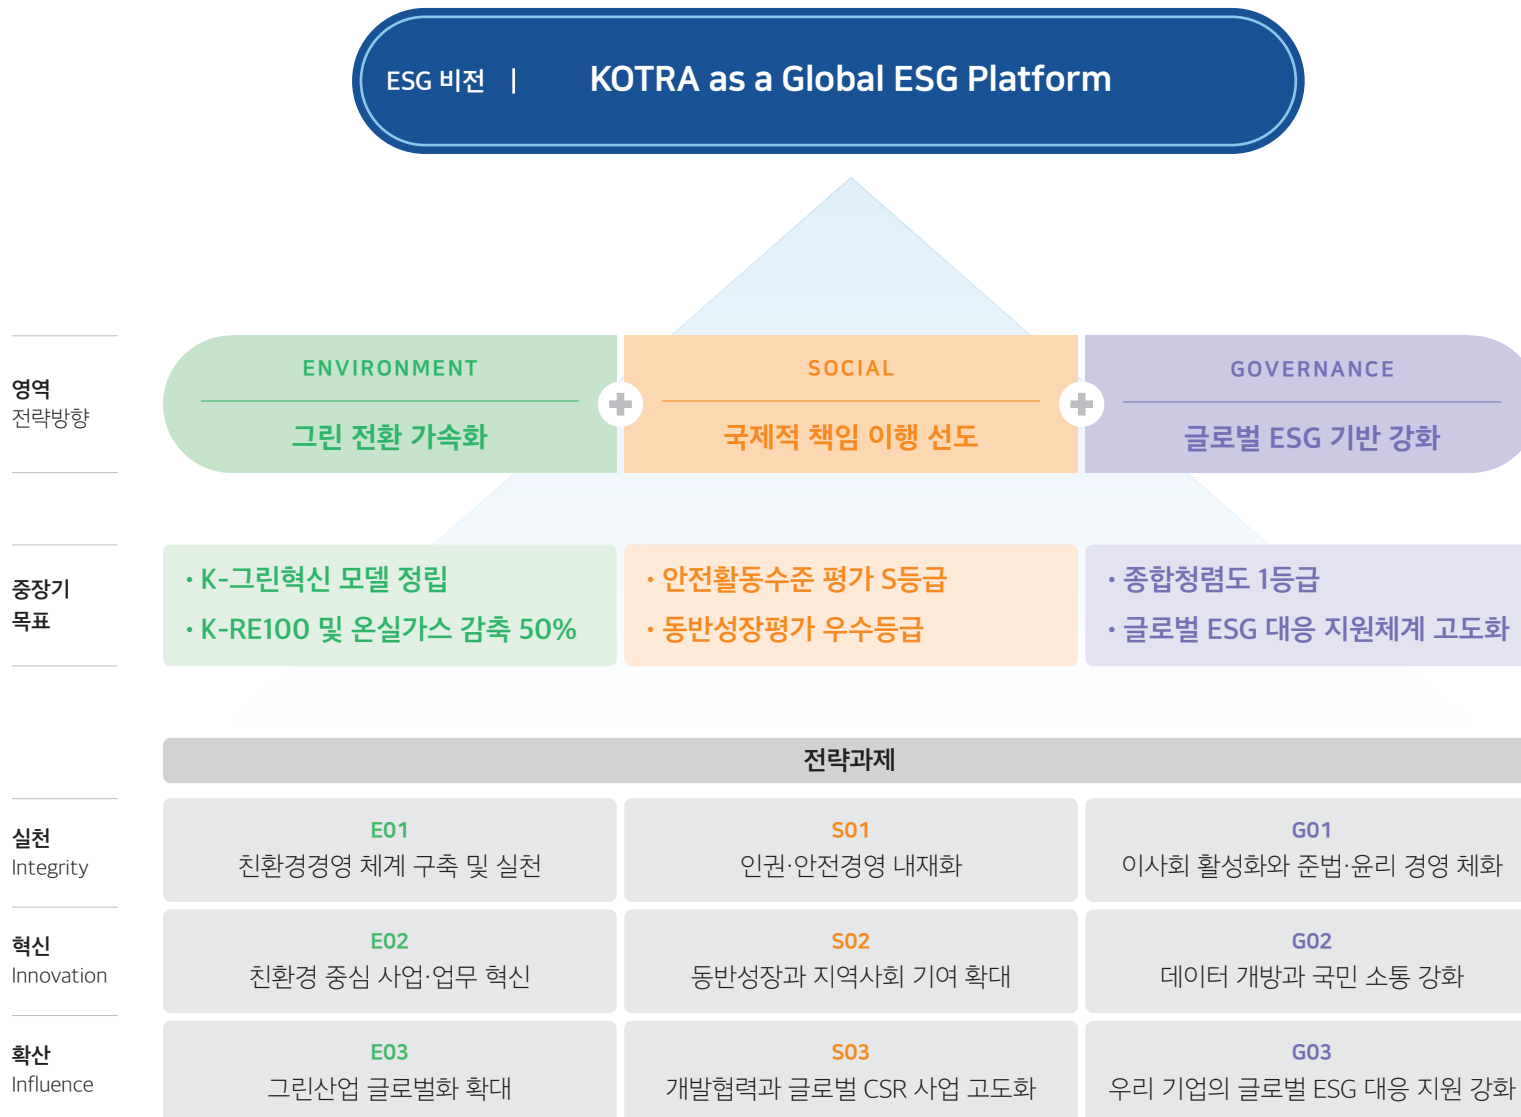 ESG 비전 | KOTRA as a Global ESG Platform
영역
전략방향
ENVIRONMENT
그린 전환 가속화
SOCIAL
국제적 책임 이행 선도
GOVERNANCE
글로벌 ESG 기반 강화
중장기
목표
· K-그린혁신 모델 정립
· K-RE100 및 온실가스 감축 50%
· 안전활동수준 평가 S등급
· 동반성장평가 우수등급
· 종합청렴도 1등급
· 글로벌 ESG 대응 지원체계 고도화
전략과제
실천
Integrity
E01
친환경경영 체계 구축 및 실천
S01
인권·안전경영 내재화
G01
이사회 활성화와 준법·윤리 경영 체화
혁신
Innovation
E02
친환경 중심 사업·업무 혁신
S02
동반성장과 지역사회 기여 확대
G02
데이터 개방과 국민 소통 강화
확산
Influence
E03
그린산업 글로벌화 확대
S03
개발협력과 글로벌 CSR 사업 고도화
G03
우리 기업의 글로벌 ESG 대응 지원 강화